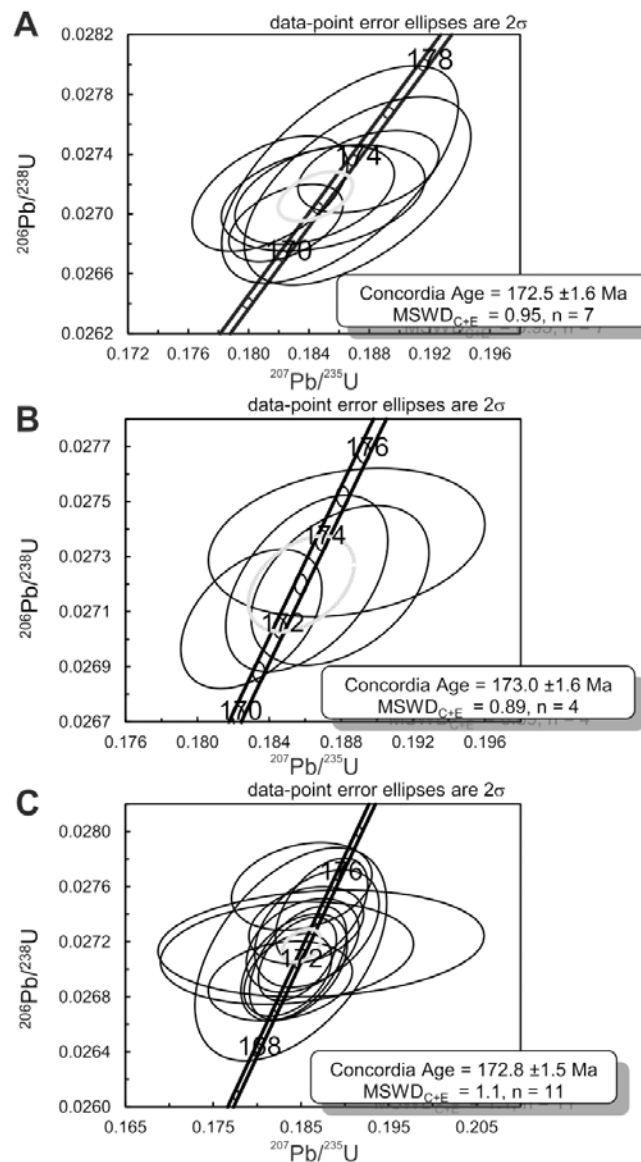 A
data-point error ellipses are 2σ
0.0282
0.0278
0.0274
0.0270
0.0266
0.0262
206Pb/238U
178
174
170
Concordia Age = 172.5 ±1.6 Ma
MSWDC+E = 0.95, n = 7
0.172 0.176 0.180 0.184 0.188 0.192 0.196
207Pb/235U
B
data-point error ellipses are 2σ
0.0277
0.0275
0.0273
0.0271
0.0269
0.0267
206Pb/238U
176
174
172
170
Concordia Age = 173.0 ±1.6 Ma
MSWDC+E = 0.89, n = 4
0.176 0.180 0.184 0.188 0.192 0.196
207Pb/235U
C
data-point error ellipses are 2σ
0.0280
0.0276
0.0272
0.0268
0.0264
0.0260
206Pb/238U
176
172
168
Concordia Age = 172.8 ±1.5 Ma
MSWDC+E = 1.1, n = 11
0.165 0.175 0.185 0.195 0.205
207Pb/235U